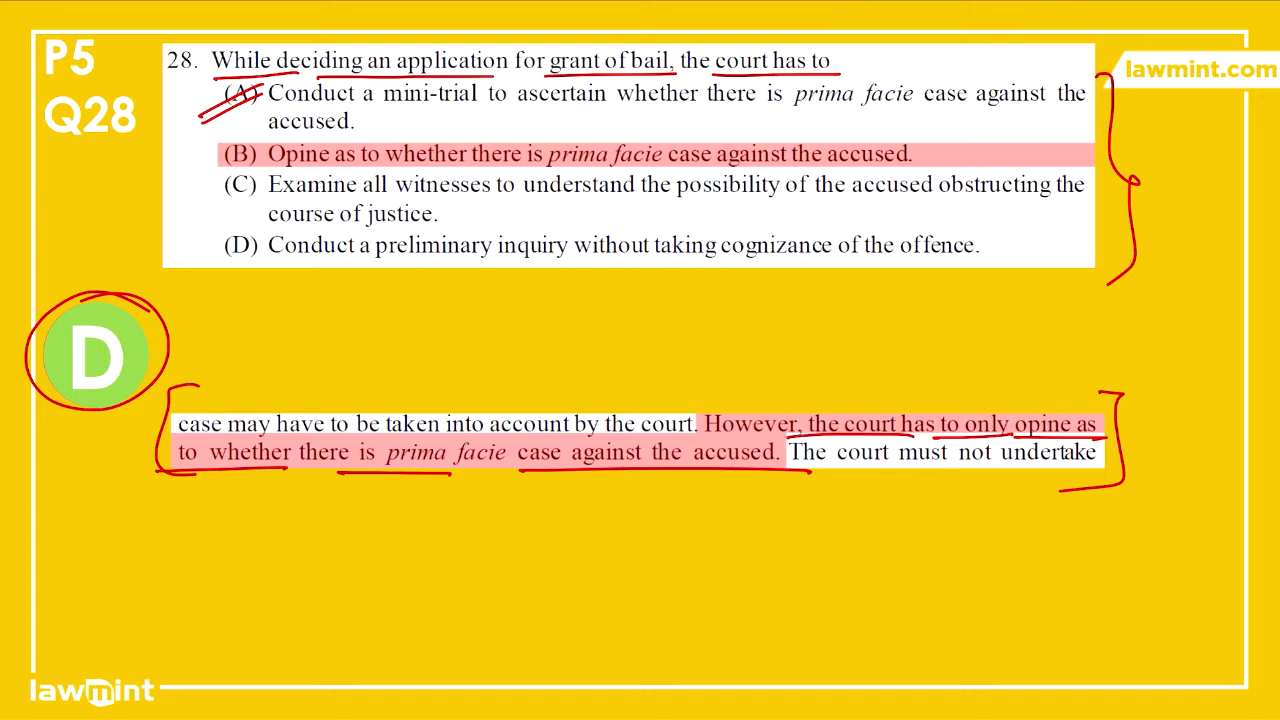 P5
Q28
28. While deciding an application for grant of bail, the court has to
(A) Conduct a mini-trial to ascertain whether there is prima facie case against the
accused.
(B) Opine as to whether there is prima facie case against the accused.
(C) Examine all witnesses to understand the possibility of the accused obstructing the
course of justice.
(D) Conduct a preliminary inquiry without taking cognizance of the offence.
lawmint.com
D
case may have to be taken into account by the court. However, the court has to only opine as
to whether there is prima facie case against the accused. The court must not undertake
lawmint